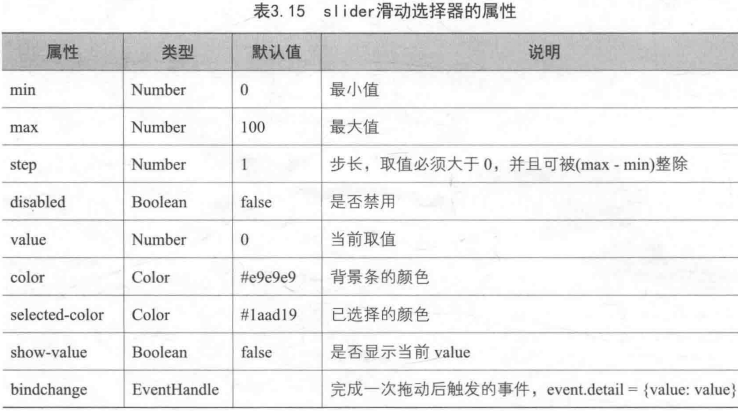 表3.15 slider滑动选择器的属性
属性 类型 默认值 说明
min Number 0 最小值
max Number 100 最大值
step Number 1 步长，取值必须大于 0，并且可被(max - min)整除
disabled Boolean false 是否禁用
value Number 0 当前取值
color Color #e9e9e9 背景条的颜色
selected-color Color #1aad19 已选择的颜色
show-value Boolean false 是否显示当前 value
bindchange EventHandle 完成一次拖动后触发的事件，event.detail = {value: value}